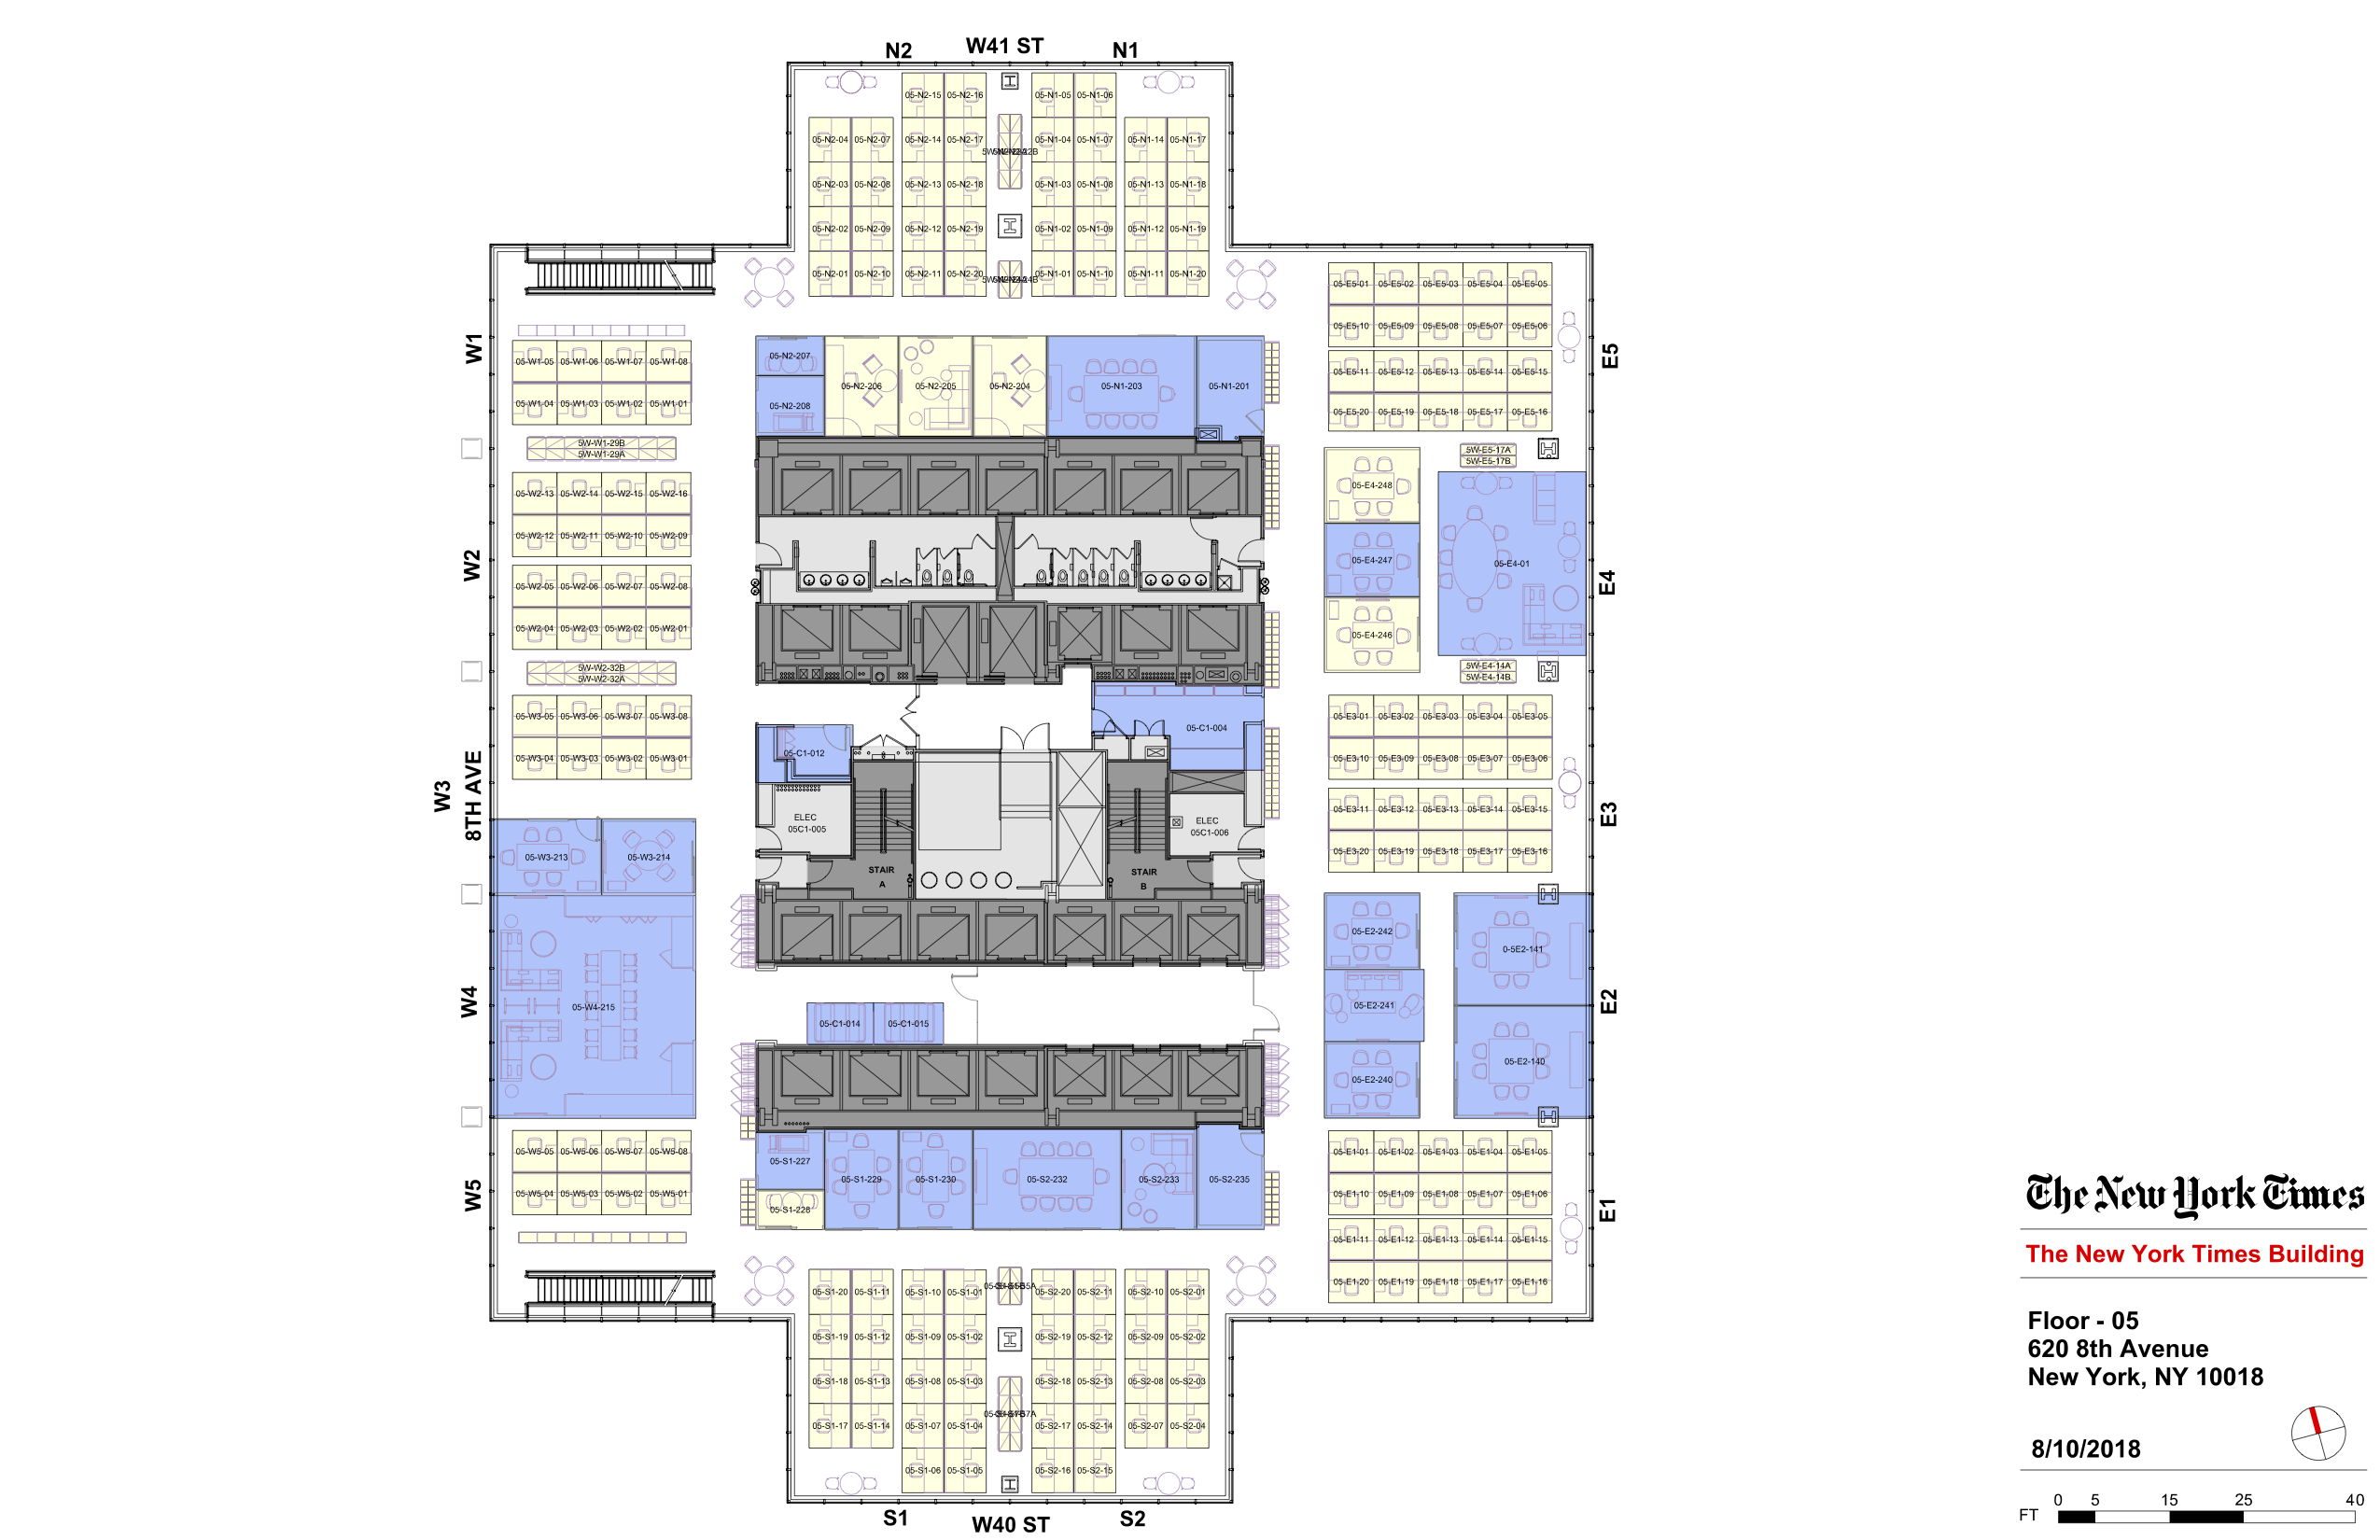 N2 W41 ST N1
05-N2-15 05-N2-16 05-N1-05 05-N1-06
05-N2-04 05-N2-07 05-N2-14 05-N2-17 05-N1-04 05-N1-07 05-N1-14 05-N1-17
05-N2-03 05-N2-08 05-N2-13 05-N2-18 05-N1-03 05-N1-08 05-N1-13 05-N1-18
05-N2-02 05-N2-09 05-N2-12 05-N2-19 05-N1-02 05-N1-09 05-N1-12 05-N1-19
05-N2-01 05-N2-10 05-N2-11 05-N2-20 05-N1-01 05-N1-10 05-N1-11 05-N1-20
W1
05-W1-05 05-W1-06 05-W1-07 05-W1-08
05-W1-04 05-W1-03 05-W1-02 05-W1-01
5W-W1-29B
5W-W1-29A
W2
05-W2-13 05-W2-14 05-W2-15 05-W2-16
05-W2-12 05-W2-11 05-W2-10 05-W2-09
05-W2-05 05-W2-06 05-W2-07 05-W2-08
05-W2-04 05-W2-03 05-W2-02 05-W2-01
5W-W2-32B
5W-W2-32A
W3
8TH AVE
05-W3-05 05-W3-06 05-W3-07 05-W3-08
05-W3-04 05-W3-03 05-W3-02 05-W3-01
05-W3-213 05-W3-214
W4
05-W4-215
W5
05-W5-05 05-W5-06 05-W5-07 05-W5-08
05-W5-04 05-W5-03 05-W5-02 05-W5-01
05-N2-207
05-N2-208
05-N2-206 05-N2-205 05-N2-204 05-N1-203 05-N1-201
05-C1-004
05-C1-012
ELEC
05C1-005
ELEC
05C1-006
STAIR
A
STAIR
B
05-C1-014 05-C1-015
05-S1-227
05-S1-228
05-S1-229 05-S1-230 05-S2-232 05-S2-233 05-S2-235
E5
05-E5-01 05-E5-02 05-E5-03 05-E5-04 05-E5-05
05-E5-10 05-E5-09 05-E5-08 05-E5-07 05-E5-06
05-E5-11 05-E5-12 05-E5-13 05-E5-14 05-E5-15
05-E5-20 05-E5-19 05-E5-18 05-E5-17 05-E5-16
5W-E5-17A
5W-E5-17B
E4
05-E4-248
05-E4-247
05-E4-246
05-E4-01
5W-E4-14A
5W-E4-14B
E3
05-E3-01 05-E3-02 05-E3-03 05-E3-04 05-E3-05
05-E3-10 05-E3-09 05-E3-08 05-E3-07 05-E3-06
05-E3-11 05-E3-12 05-E3-13 05-E3-14 05-E3-15
05-E3-20 05-E3-19 05-E3-18 05-E3-17 05-E3-16
E2
05-E2-242
05-E2-241
05-E2-240
0-5E2-141
05-E2-140
E1
05-E1-01 05-E1-02 05-E1-03 05-E1-04 05-E1-05
05-E1-10 05-E1-09 05-E1-08 05-E1-07 05-E1-06
05-E1-11 05-E1-12 05-E1-13 05-E1-14 05-E1-15
05-E1-20 05-E1-19 05-E1-18 05-E1-17 05-E1-16
05-S1-20 05-S1-11 05-S1-10 05-S1-01 05-S2-20 05-S2-11 05-S2-10 05-S2-01
05-S1-19 05-S1-12 05-S1-09 05-S1-02 05-S2-19 05-S2-12 05-S2-09 05-S2-02
05-S1-18 05-S1-13 05-S1-08 05-S1-03 05-S2-18 05-S2-13 05-S2-08 05-S2-03
05-S1-17 05-S1-14 05-S1-07 05-S1-04 05-S2-17 05-S2-14 05-S2-07 05-S2-04
05-S1-06 05-S1-05 05-S2-16 05-S2-15
S1 W40 ST S2
The New York Times
The New York Times Building
Floor - 05
620 8th Avenue
New York, NY 10018
8/10/2018
FT 0 5 15 25 40